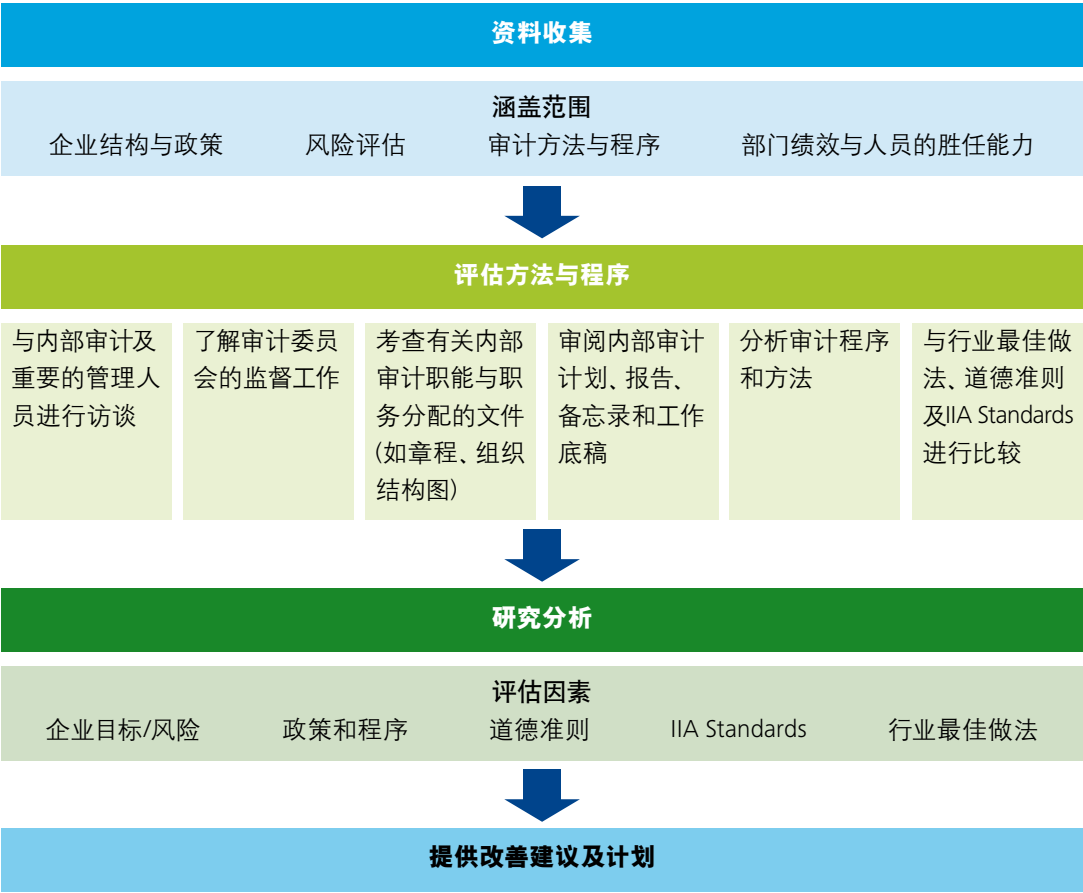 资料收集
涵盖范围
企业结构与政策 风险评估 审计方法与程序 部门绩效与人员的胜任能力
评估方法与程序
与内部审计及
重要的管理人
员进行访谈
了解审计委员
会的监督工作
考查有关内部
审计职能与职
务分配的文件
(如章程、组织
结构图)
审阅内部审计
计划、报告、
备忘录和工作
底稿
分析审计程序
和方法
与行业最佳做
法、道德准则
及IIA Standards
进行比较
研究分析
评估因素
企业目标/风险 政策和程序 道德准则 IIA Standards 行业最佳做法
提供改善建议及计划